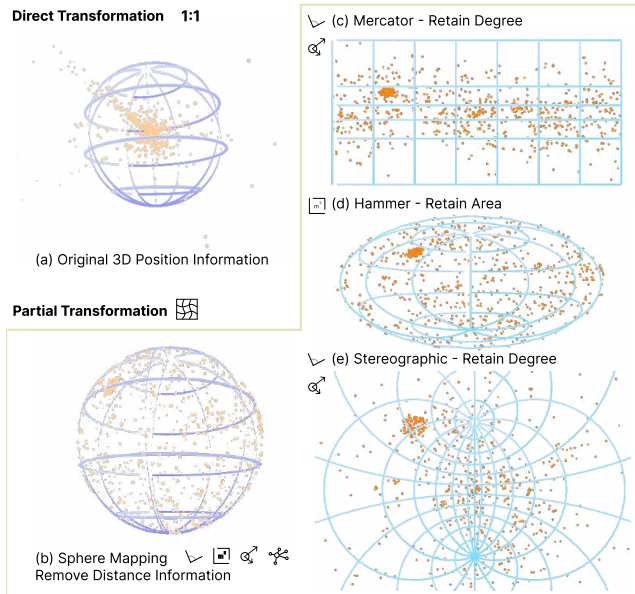 Direct Transformation 1:1
(a) Original 3D Position Information
Partial Transformation
(b) Sphere Mapping
Remove Distance Information
(c) Mercator - Retain Degree
m²
(d) Hammer - Retain Area
(e) Stereographic - Retain Degree